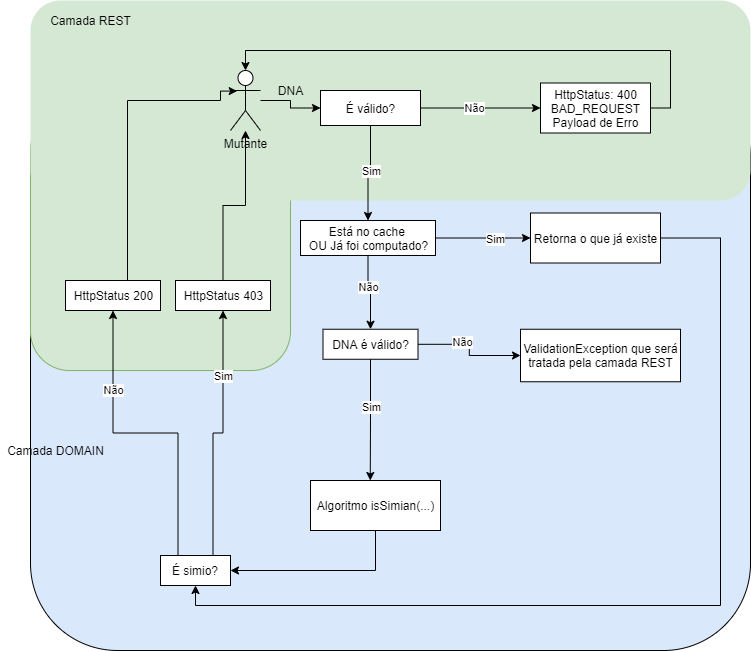 Camada REST
DNA
É válido?
Não
HttpStatus: 400
BAD_REQUEST
Payload de Erro
Mutante
Sim
Está no cache
OU Já foi computado?
Sim
Retorna o que já existe
HttpStatus 200
HttpStatus 403
Não
DNA é válido?
Não
ValidationException que será
tratada pela camada REST
Não
Sim
Sim
Camada DOMAIN
Algoritmo isSimian(...)
É simio?